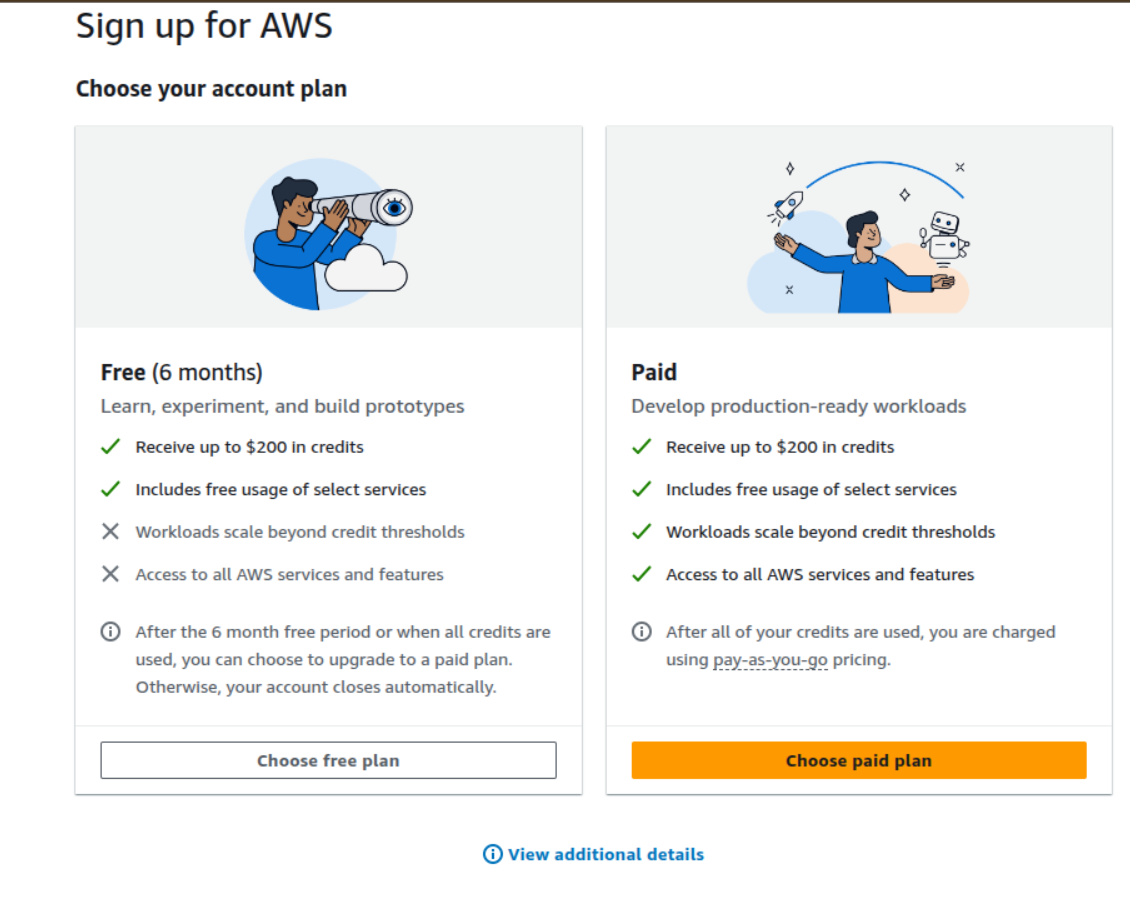 Sign up for AWS
Choose your account plan
Free (6 months)
Learn, experiment, and build prototypes
Receive up to $200 in credits
Includes free usage of select services
Workloads scale beyond credit thresholds
Access to all AWS services and features
After the 6 month free period or when all credits are
used, you can choose to upgrade to a paid plan.
Otherwise, your account closes automatically.
Choose free plan
Paid
Develop production-ready workloads
Receive up to $200 in credits
Includes free usage of select services
Workloads scale beyond credit thresholds
Access to all AWS services and features
After all of your credits are used, you are charged
using pay-as-you-go pricing.
Choose paid plan
View additional details